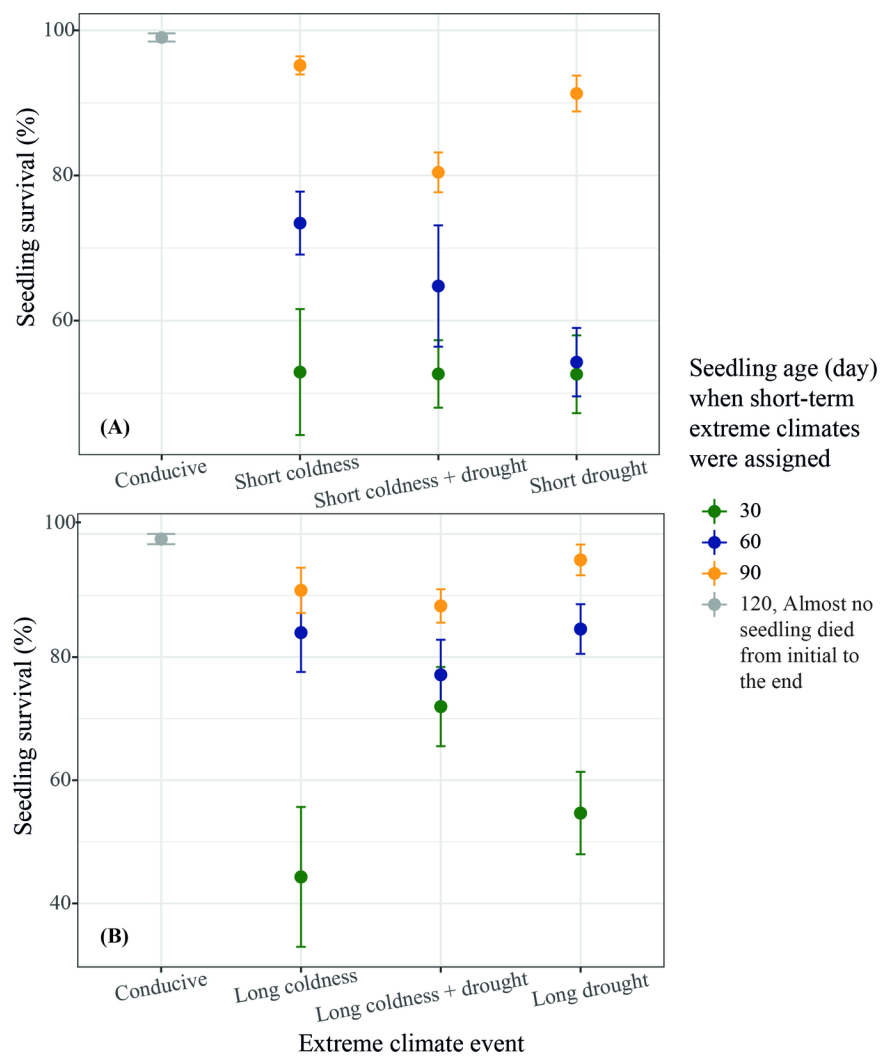 100
80
60
Seedling survival (%)
(A)
Conducive
Short coldness
Short coldness + drought
Short drought
100
80
60
40
Seedling survival (%)
(B)
Conducive
Long coldness
Long coldness + drought
Long drought
Extreme climate event
Seedling age (day)
when short-term
extreme climates
were assigned
30
60
90
120, Almost no
seedling died
from initial to
the end